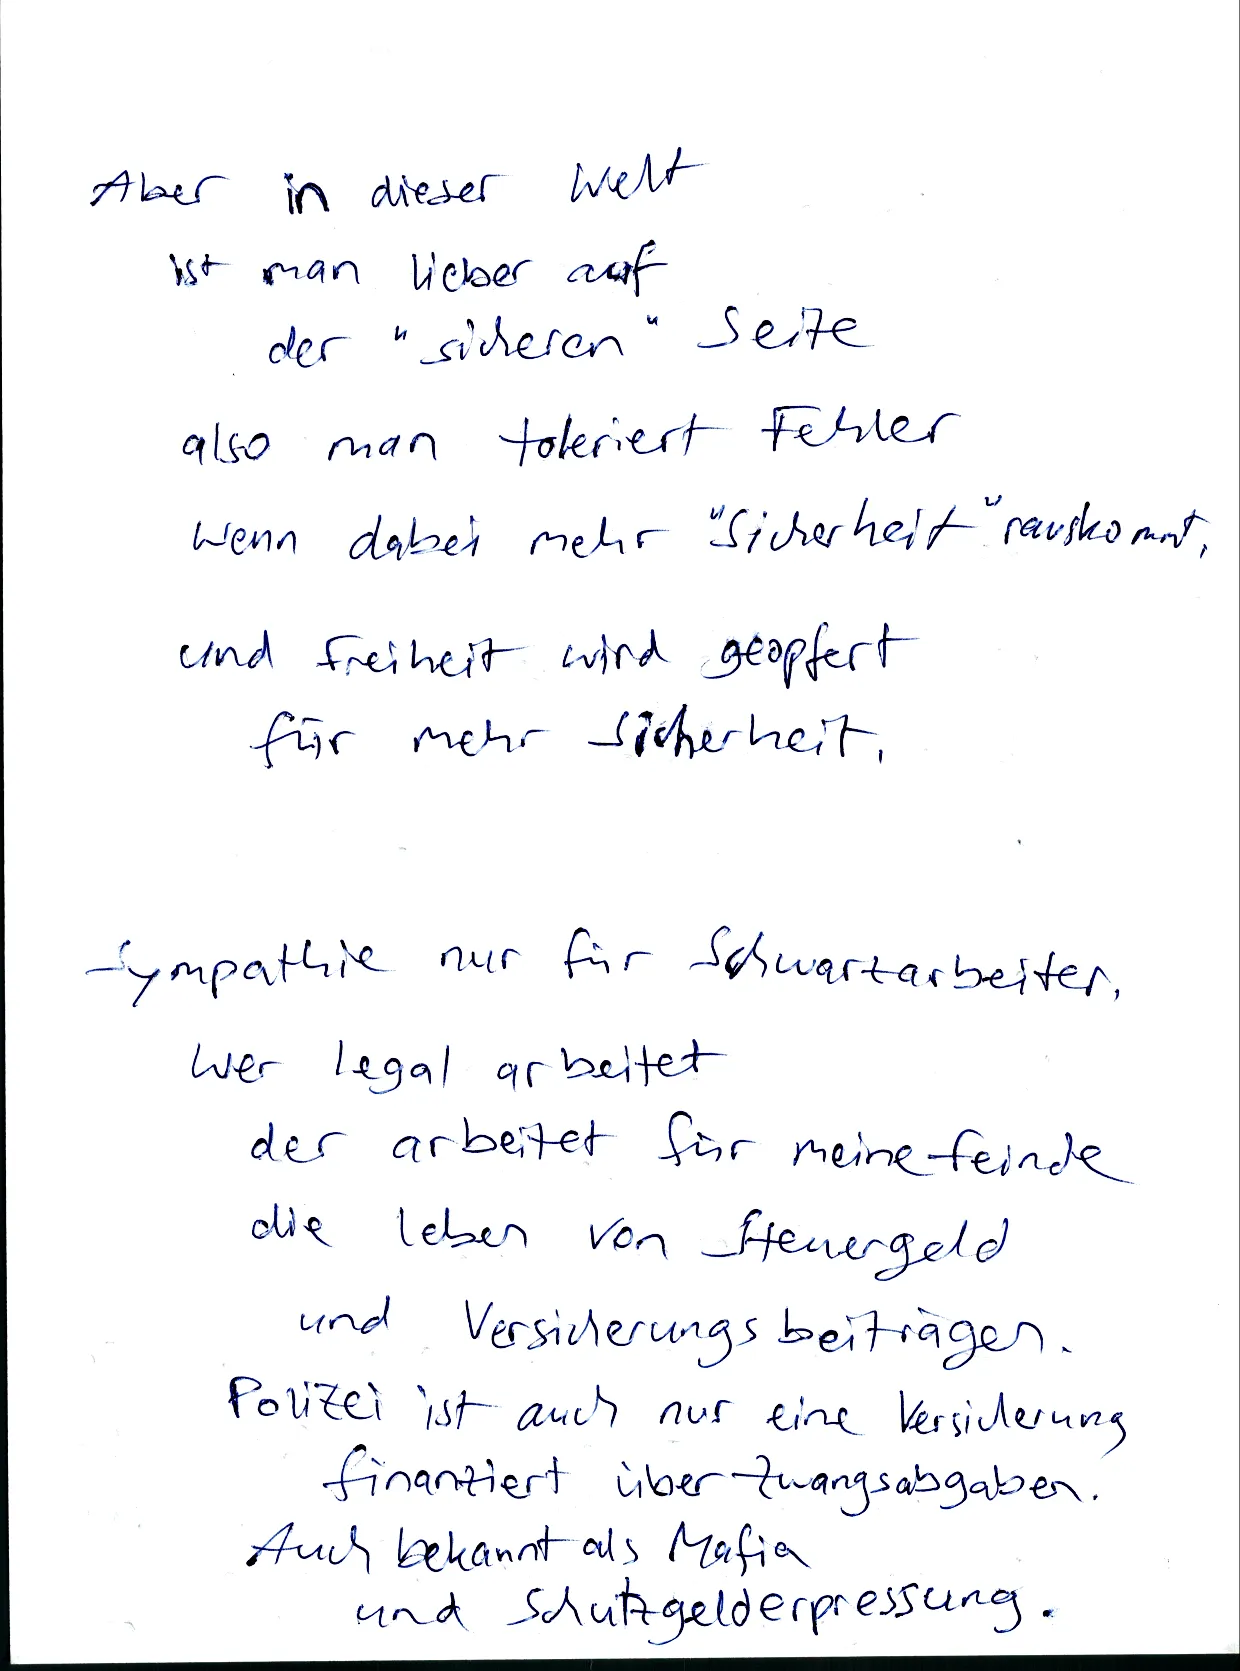 Aber in dieser Welt
ist man lieber auf
der "sicheren" Seite
also man toleriert Fehler
wenn dabei mehr "Sicherheit" rauskommt,
und Freiheit wird geopfert
für mehr Sicherheit,
Sympathie nur für Schwartarbeiter,
wer legal arbeitet
der arbeitet für meine Feinde
die leben von Steuergeld
und Versicherungsbeiträgen.
Polizei ist auch nur eine Versicherung
finanziert über Zwangsabgaben.
Auch bekannt als Mafia
und Schutzgelderpressung.